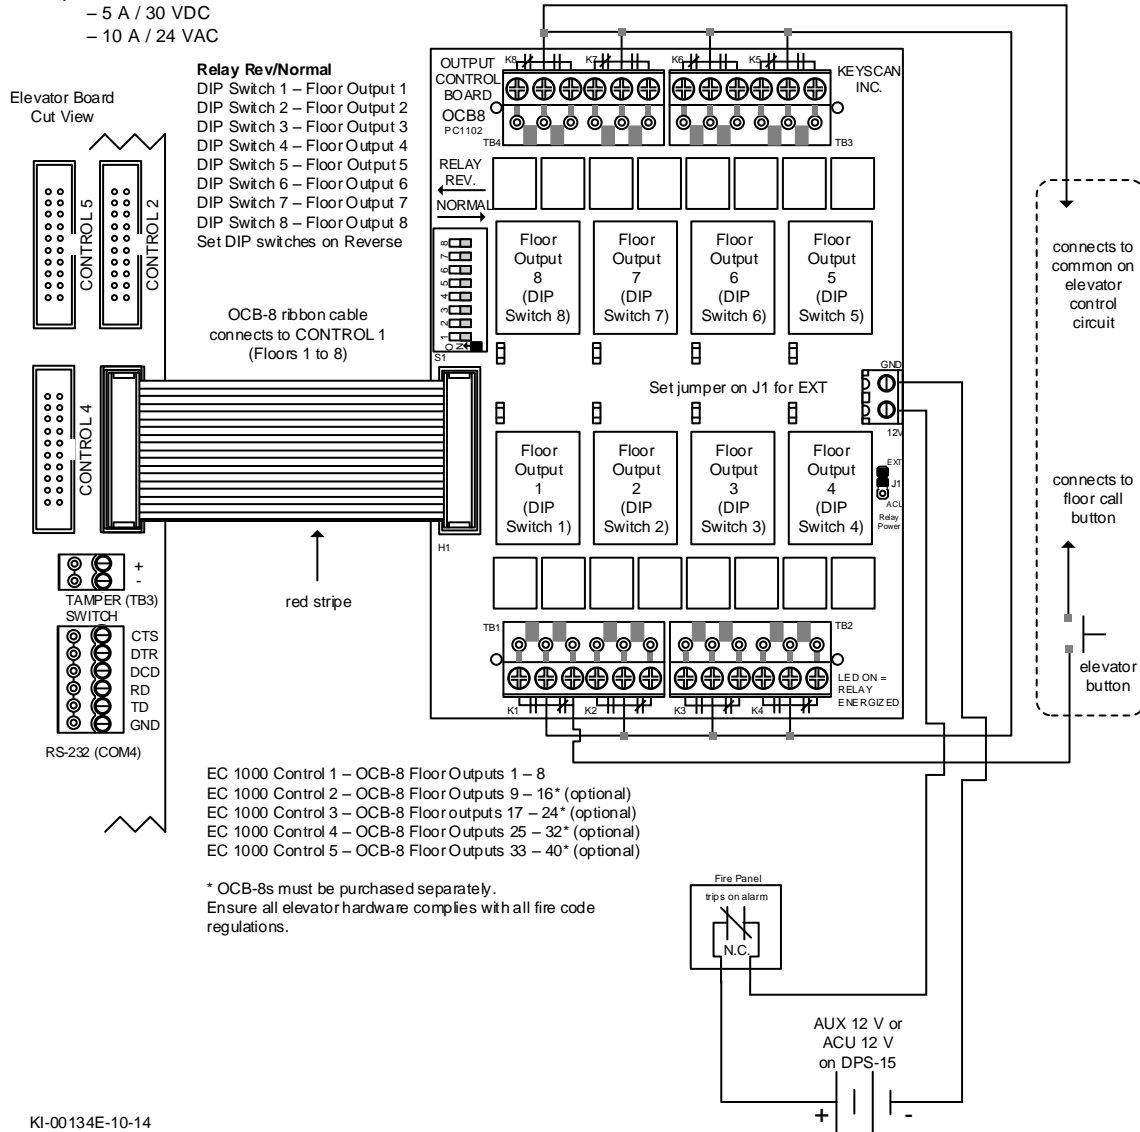 – 5 A / 30 VDC
– 10 A / 24 VAC
Relay Rev/Normal
DIP Switch 1 – Floor Output 1
DIP Switch 2 – Floor Output 2
DIP Switch 3 – Floor Output 3
DIP Switch 4 – Floor Output 4
DIP Switch 5 – Floor Output 5
DIP Switch 6 – Floor Output 6
DIP Switch 7 – Floor Output 7
DIP Switch 8 – Floor Output 8
Set DIP switches on Reverse
Elevator Board
Cut View
CONTROL 5
CONTROL 2
CONTROL 4
OCB-8 ribbon cable
connects to CONTROL 1
(Floors 1 to 8)
red stripe
+
-
TAMPER (TB3)
SWITCH
CTS
DTR
DCD
RD
TD
GND
RS-232 (COM4)
OUTPUT
CONTROL
BOARD
OCB8
PC1102
K8
K7
K6
K5
KEYSCAN
INC.
TB4
TB3
RELAY
REV.
NORMAL
8
7
6
5
4
3
2
1
ON
S1
Floor
Output
8
(DIP
Switch 8)
Floor
Output
7
(DIP
Switch 7)
Floor
Output
6
(DIP
Switch 6)
Floor
Output
5
(DIP
Switch 5)
Set jumper on J1 for EXT
GND
12V
EXT
J1
ACU
Relay
Power
Floor
Output
1
(DIP
Switch 1)
Floor
Output
2
(DIP
Switch 2)
Floor
Output
3
(DIP
Switch 3)
Floor
Output
4
(DIP
Switch 4)
H1
TB1
TB2
LED ON =
RELAY
ENERGIZED
K1
K2
K3
K4
connects to
common on
elevator
control
circuit
connects to
floor call
button
elevator
button
EC 1000 Control 1 – OCB-8 Floor Outputs 1 – 8
EC 1000 Control 2 – OCB-8 Floor Outputs 9 – 16* (optional)
EC 1000 Control 3 – OCB-8 Floor outputs 17 – 24* (optional)
EC 1000 Control 4 – OCB-8 Floor Outputs 25 – 32* (optional)
EC 1000 Control 5 – OCB-8 Floor Outputs 33 – 40* (optional)
* OCB-8s must be purchased separately.
Ensure all elevator hardware complies with all fire code
regulations.
Fire Panel
trips on alarm
N.C.
AUX 12 V or
ACU 12 V
on DPS-15
+
-
KI-00134E-10-14